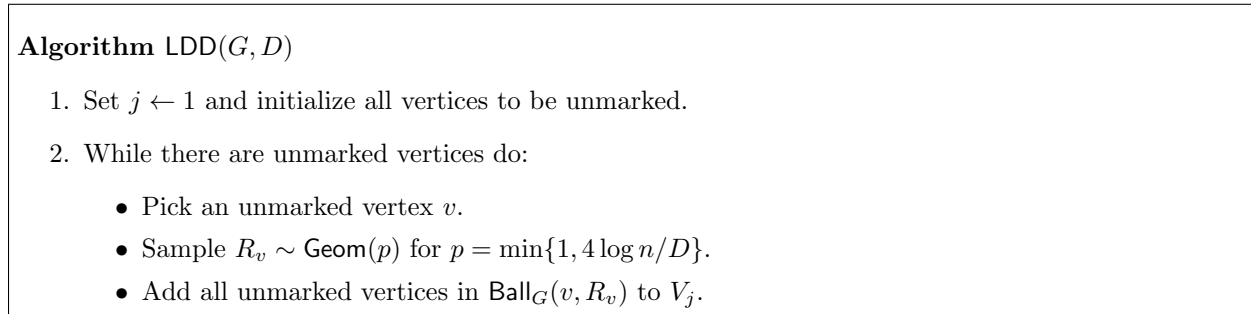 Algorithm LDD(G, D)
1. Set j ← 1 and initialize all vertices to be unmarked.
2. While there are unmarked vertices do:
• Pick an unmarked vertex v.
• Sample R_v ∼ Geom(p) for p = min{1, 4 log n/D}.
• Add all unmarked vertices in Ball_G(v, R_v) to V_j.